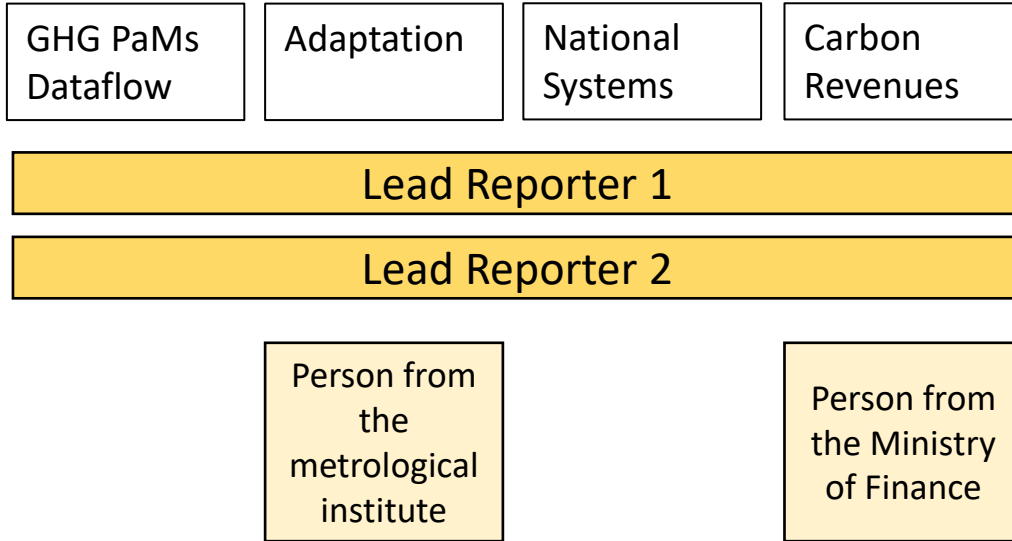 GHG PaMs
Dataflow
Adaptation
National
Systems
Carbon
Revenues
Lead Reporter 1
Lead Reporter 2
Person from
the
metrological
institute
Person from
the Ministry
of Finance